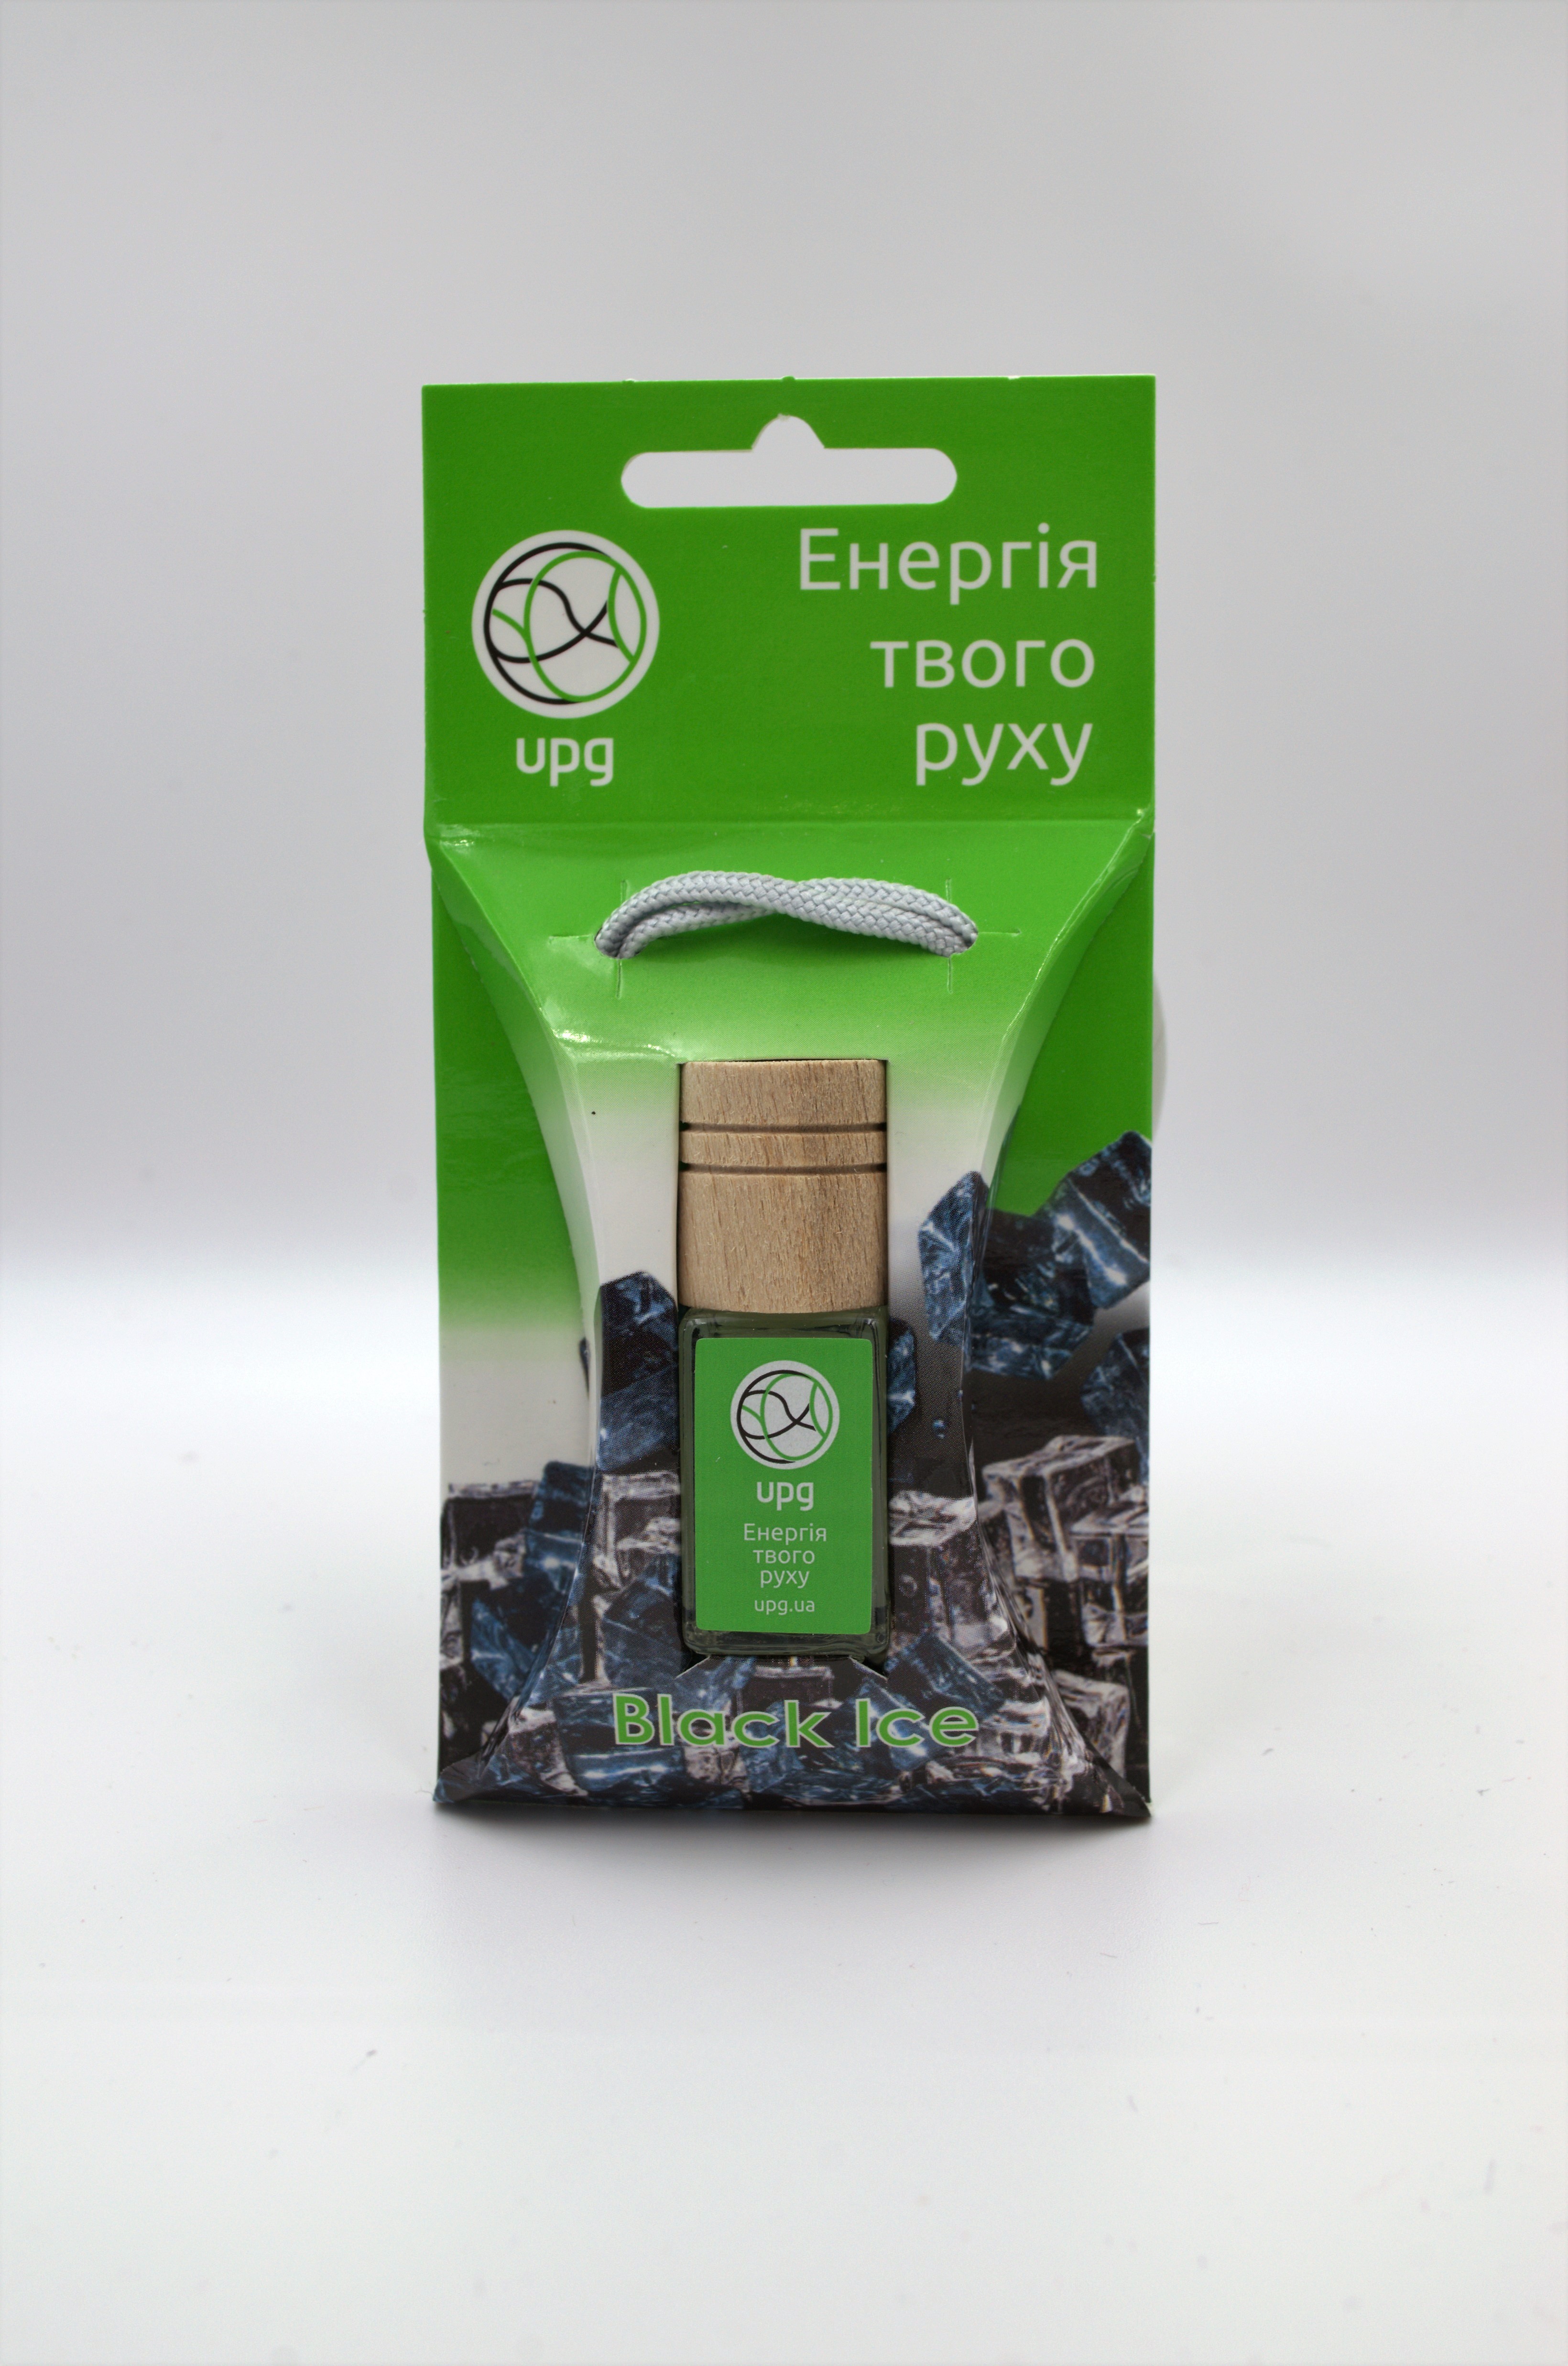 Енергія
твого
руху
upg
upg
Енергія
твого
руху
upg.ua
Black Ice